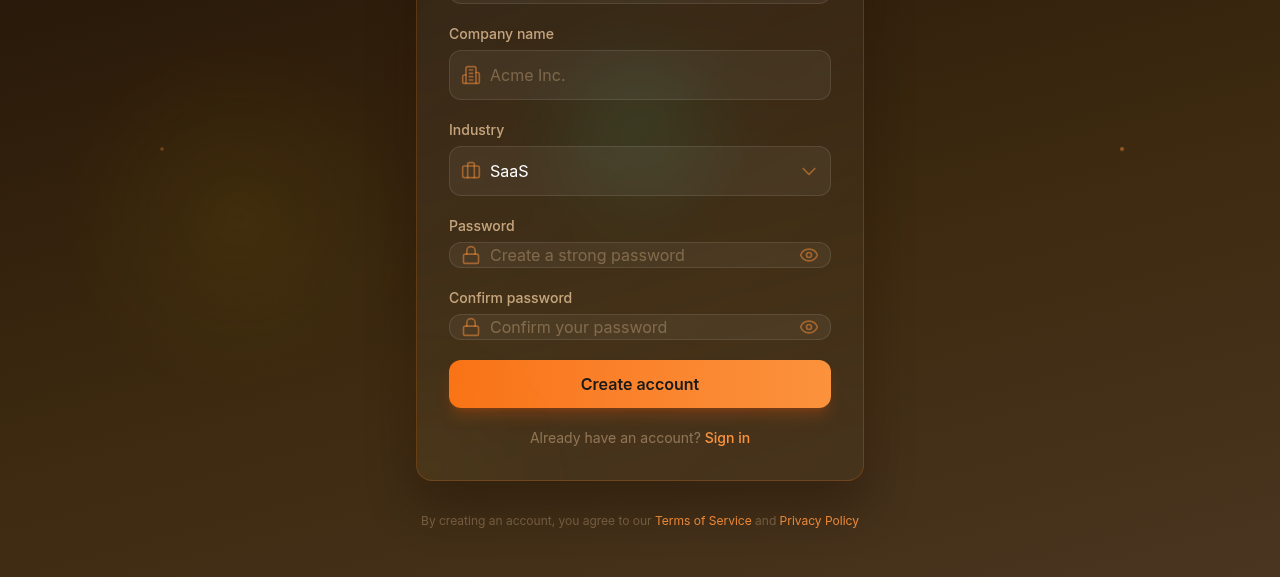 Company name
Acme Inc.
Industry
SaaS
Password
Create a strong password
Confirm password
Confirm your password
Create account
Already have an account? Sign in
By creating an account, you agree to our Terms of Service and Privacy Policy